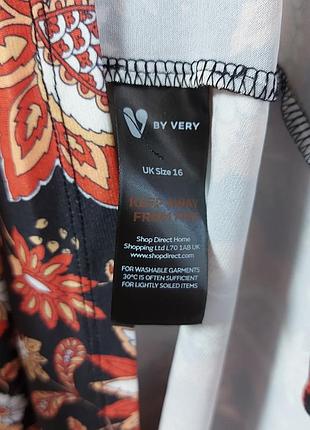 V BY VERY
UK Size 16
KEEP AWAY
FROM FIRE
Shop Direct Home
Shopping Ltd L70 1AB UK
www.shopdirect.com
FOR WASHABLE GARMENTS
30°C IS OFTEN SUFFICIENT
FOR LIGHTLY SOILED ITEMS